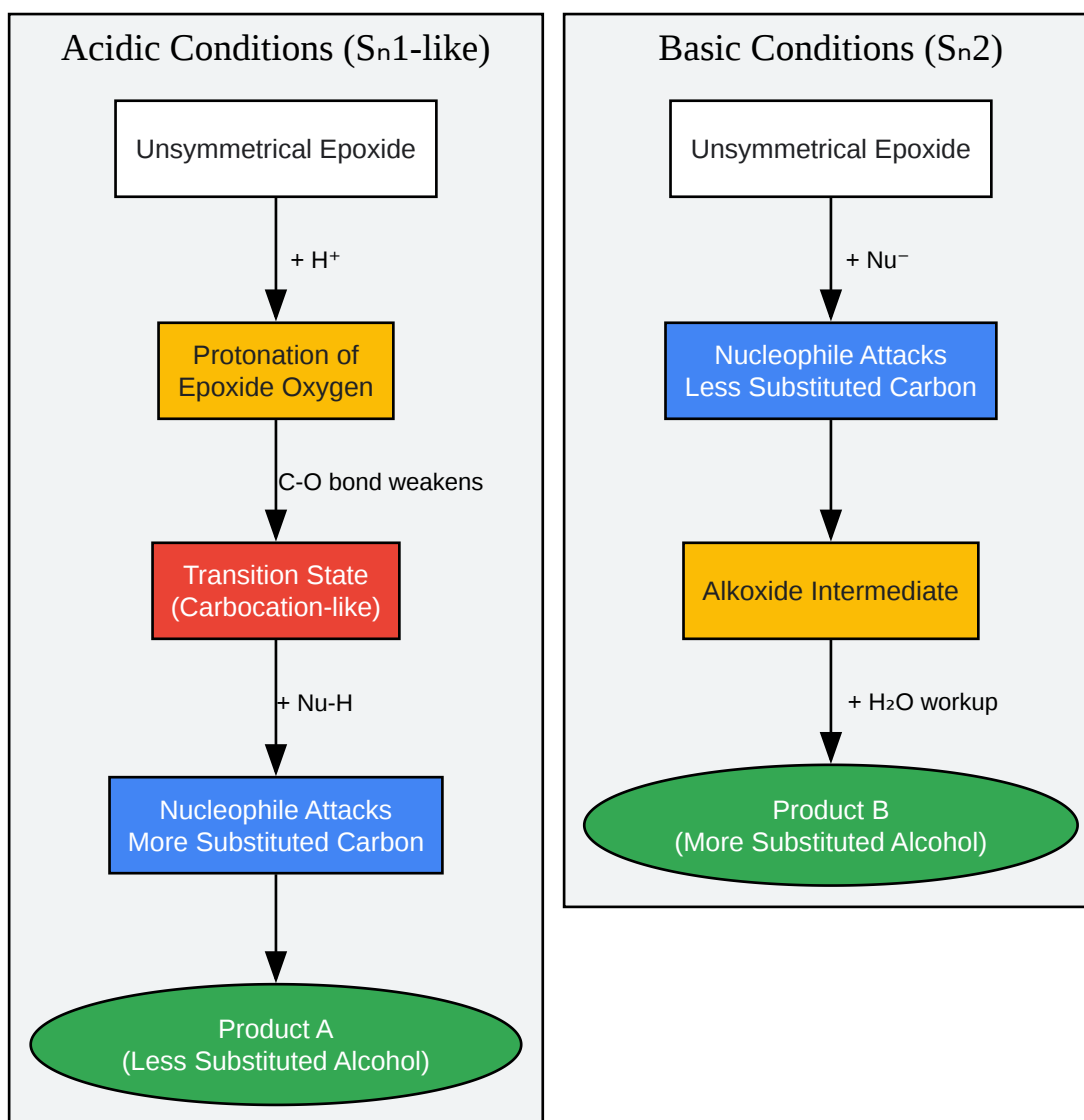 Acidic Conditions (Sₙ1-like)
Unsymmetrical Epoxide
+ H⁺
Protonation of
Epoxide Oxygen
C-O bond weakens
Transition State
(Carbocation-like)
+ Nu-H
Nucleophile Attacks
More Substituted Carbon
Product A
(Less Substituted Alcohol)
Basic Conditions (Sₙ2)
Unsymmetrical Epoxide
+ Nu⁻
Nucleophile Attacks
Less Substituted Carbon
Alkoxide Intermediate
+ H₂O workup
Product B
(More Substituted Alcohol)